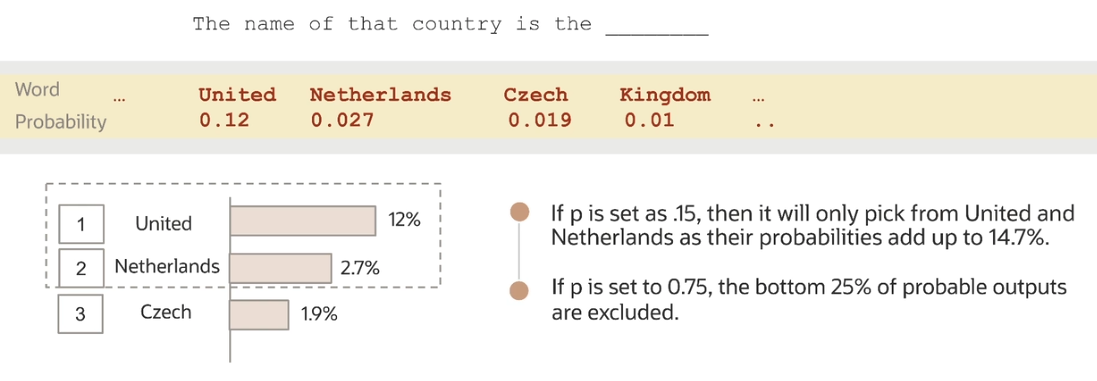 The name of that country is the ________
Word … United Netherlands Czech Kingdom …
Probability 0.12 0.027 0.019 0.01 ..
1 United 12%
2 Netherlands 2.7%
3 Czech 1.9%
If p is set as .15, then it will only pick from United and
Netherlands as their probabilities add up to 14.7%.
If p is set to 0.75, the bottom 25% of probable outputs
are excluded.